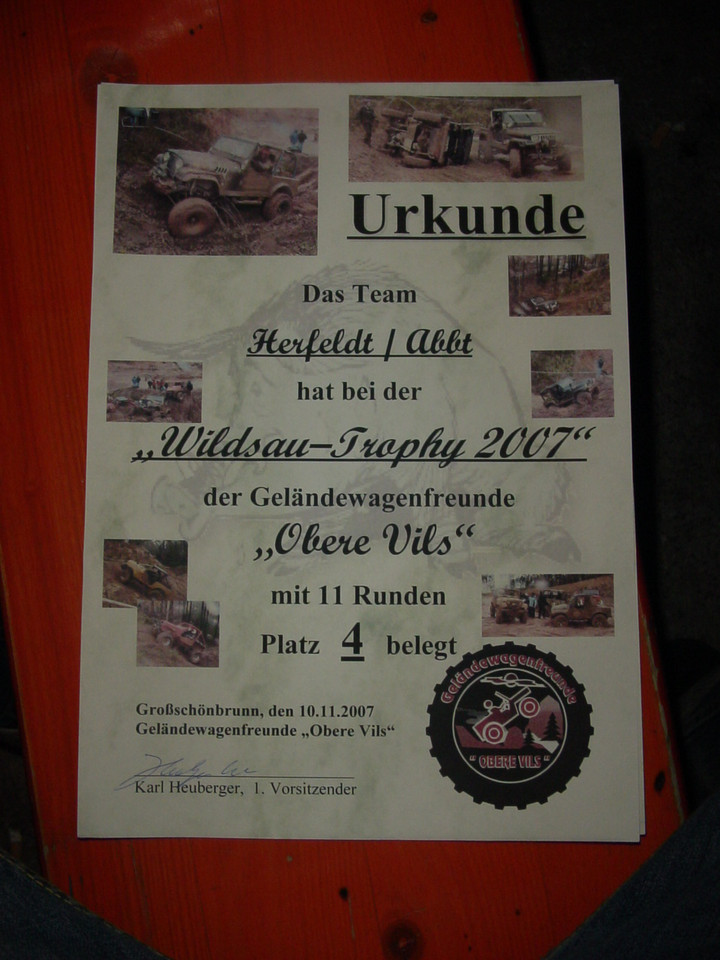 Urkunde
Das Team
Herfeldt / Abbt
hat bei der
„Wildsau–Trophy 2007“
der Geländewagenfreunde
„Obere Vils“
mit 11 Runden
Platz 4 belegt
Großschönbrunn, den 10.11.2007
Geländewagenfreunde „Obere Vils“
Karl Heuberger, 1. Vorsitzender
Geländewagenfreunde
" OBERE VILS "